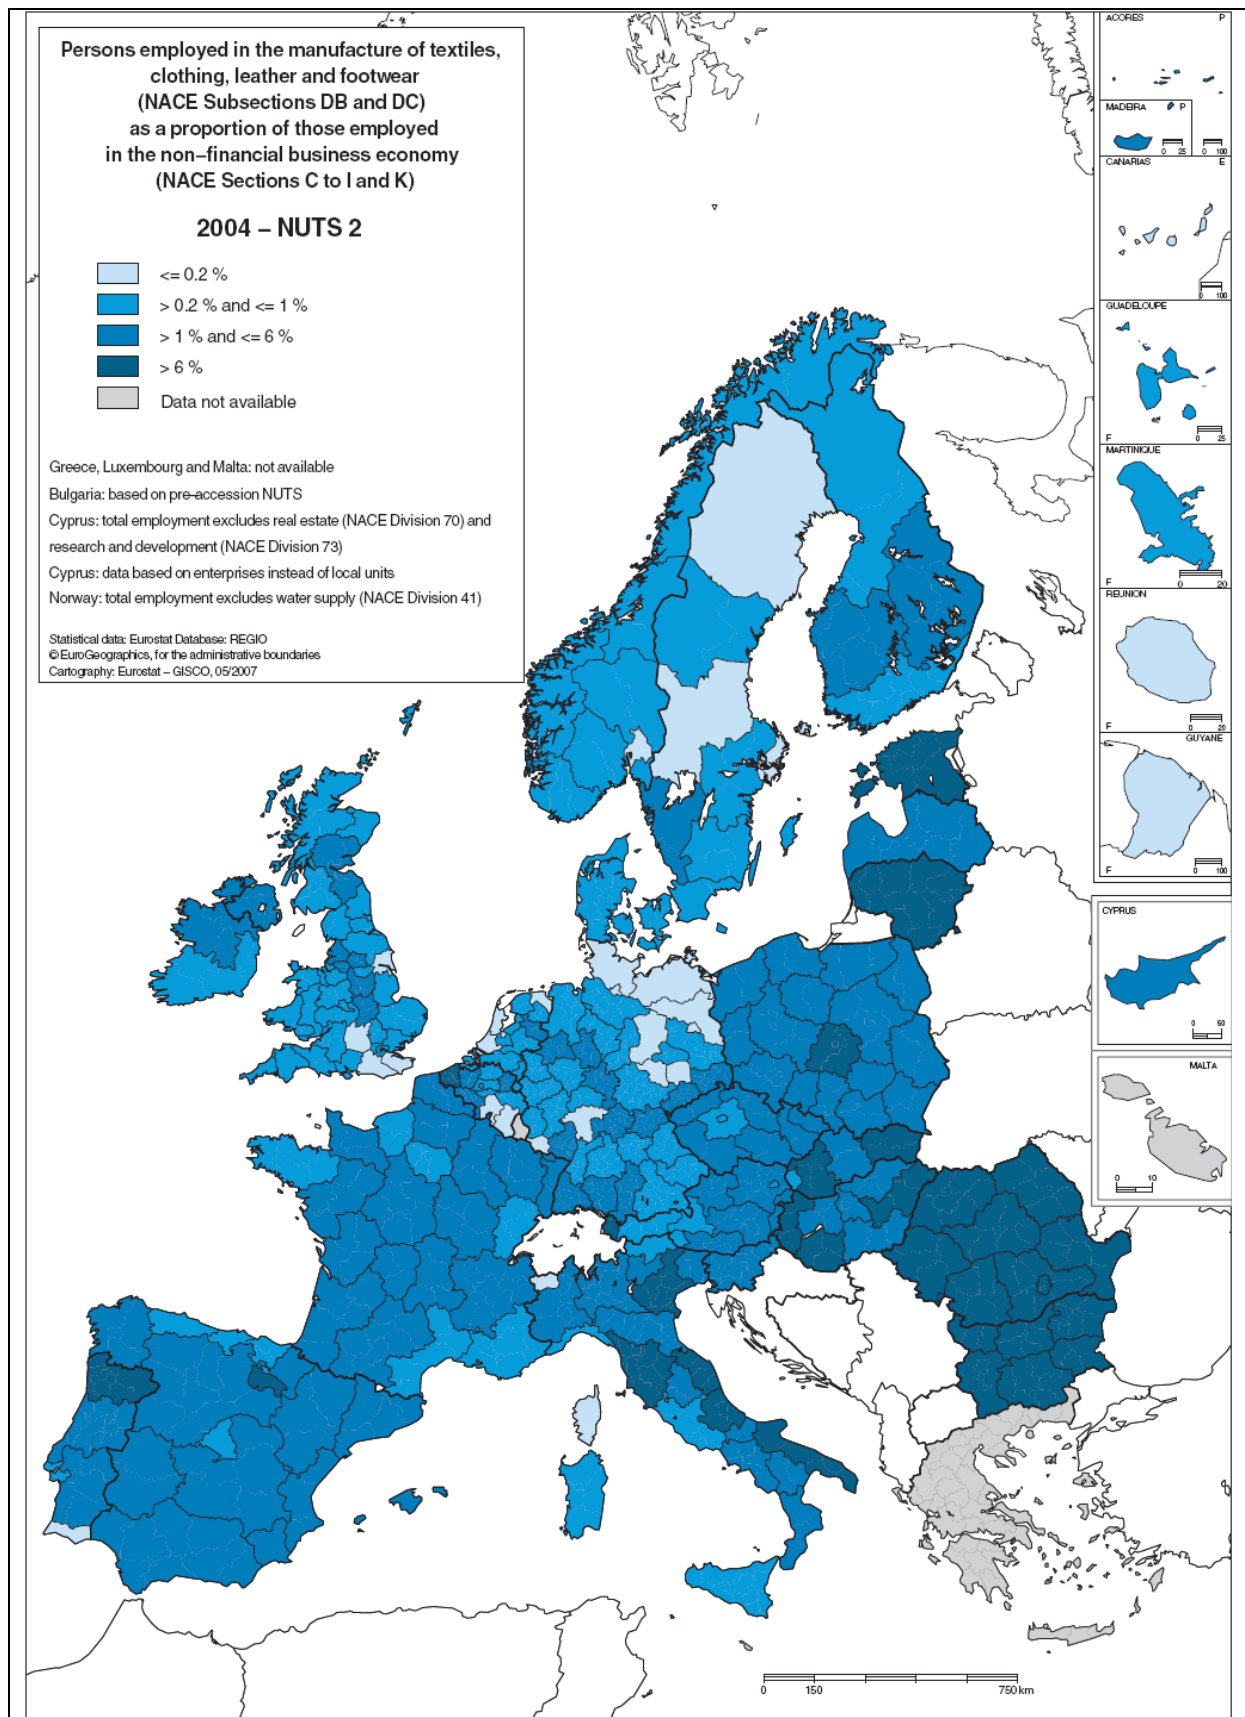 Persons employed in the manufacture of textiles,
clothing, leather and footwear
(NACE Subsections DB and DC)
as a proportion of those employed
in the non–financial business economy
(NACE Sections C to I and K)
2004 – NUTS 2
<= 0.2 %
> 0.2 % and <= 1 %
> 1 % and <= 6 %
> 6 %
Data not available
Greece, Luxembourg and Malta: not available
Bulgaria: based on pre–accession NUTS
Cyprus: total employment excludes real estate (NACE Division 70) and
research and development (NACE Division 73)
Cyprus: data based on enterprises instead of local units
Norway: total employment excludes water supply (NACE Division 41)
Statistical data: Eurostat Database: REGIO
© EuroGeographics, for the administrative boundaries
Cartography: Eurostat – GISCO, 05/2007
ACORES P
MADEIRA P
0 25
0 100
CANARIAS E
0 100
GUADELOUPE
F
0 25
MARTINIQUE
F
0 20
REUNION
F
0 20
GUYANE
F
0 100
CYPRUS
0 50
MALTA
0 10
0 150 750 km